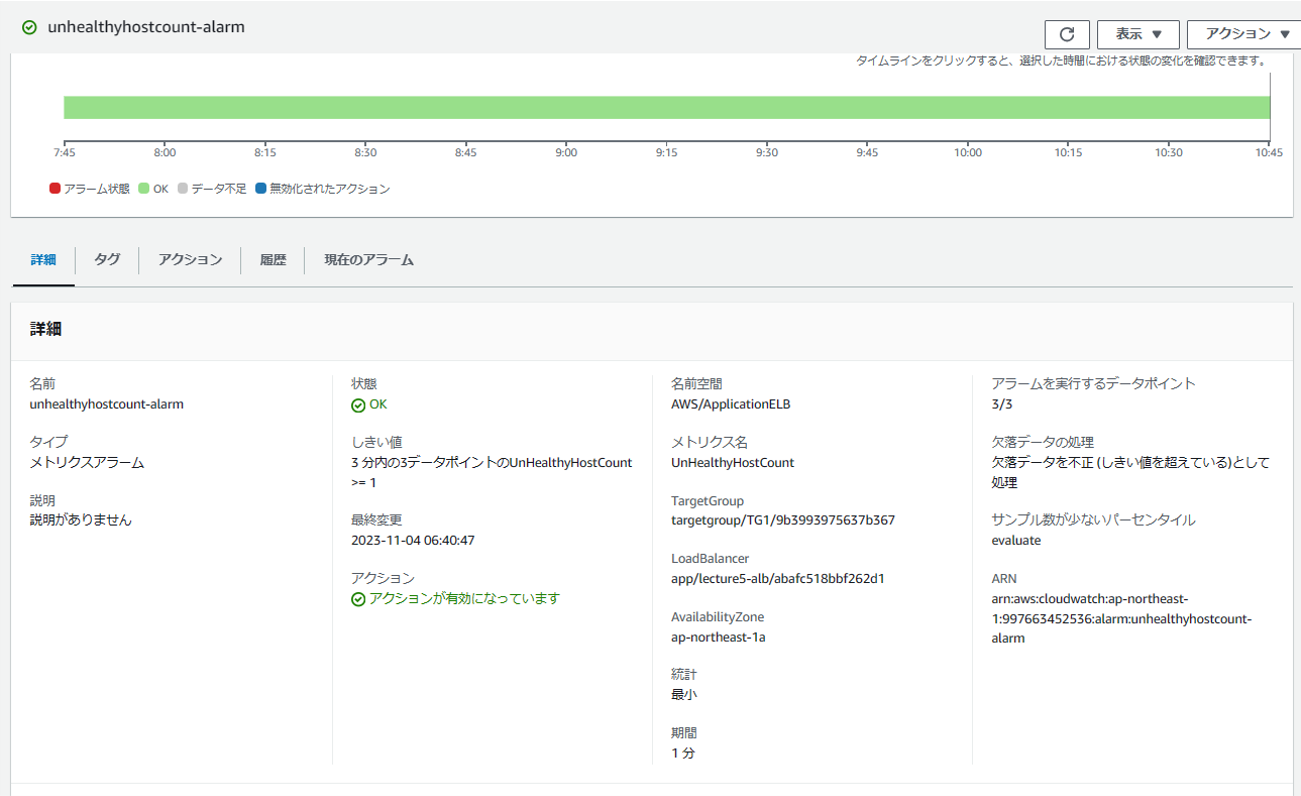 unhealthyhostcount-alarm
表示 ▼
アクション ▼
タイムラインをクリックすると、選択した時間における状態の変化を確認できます。
7:45 8:00 8:15 8:30 8:45 9:00 9:15 9:30 9:45 10:00 10:15 10:30 10:45
アラーム状態 OK データ不足 無効化されたアクション
詳細 タグ アクション 履歴 現在のアラーム
詳細
名前
unhealthyhostcount-alarm
タイプ
メトリクスアラーム
説明
説明がありません
状態
OK
しきい値
3 分内の3データポイントのUnHealthyHostCount
>= 1
最終変更
2023-11-04 06:40:47
アクション
アクションが有効になっています
名前空間
AWS/ApplicationELB
メトリクス名
UnHealthyHostCount
TargetGroup
targetgroup/TG1/9b3993975637b367
LoadBalancer
app/lecture5-alb/abafc518bbf262d1
AvailabilityZone
ap-northeast-1a
統計
最小
期間
1 分
アラームを実行するデータポイント
3/3
欠落データの処理
欠落データを不正 (しきい値を超えている)として
処理
サンプル数が少ないパーセンタイル
evaluate
ARN
arn:aws:cloudwatch:ap-northeast-
1:997663452536:alarm:unhealthyhostcount-
alarm